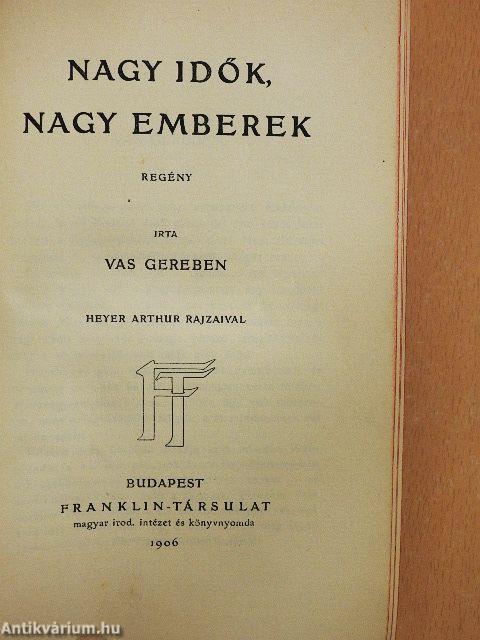 NAGY IDŐK,
NAGY EMBEREK
REGÉNY
IRTA
VAS GEREBEN
HEYER ARTHUR RAJZAIVAL
FT
BUDAPEST
FRANKLIN-TÁRSULAT
magyar irod. intézet és könyvnyomda
1906
Antikvárium.hu